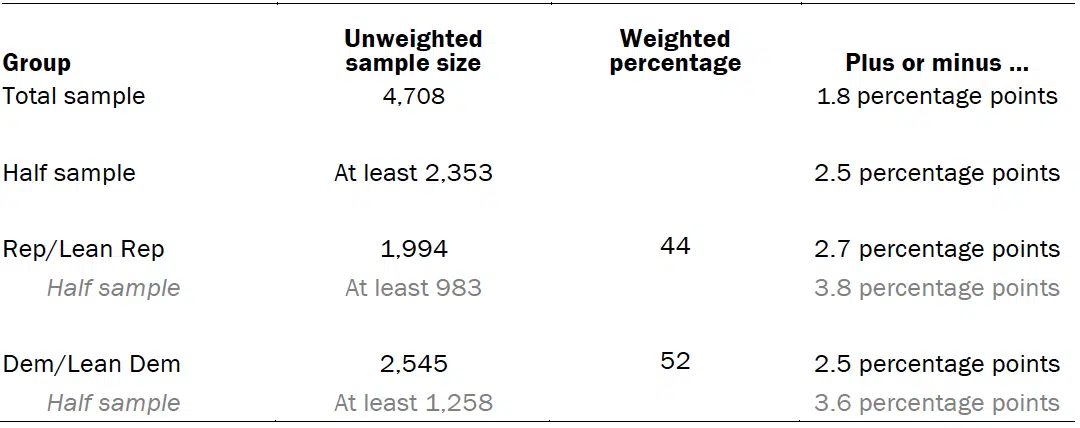 Group Unweighted sample size Weighted percentage Plus or minus ...
Total sample 4,708 1.8 percentage points
Half sample At least 2,353 2.5 percentage points
Rep/Lean Rep 1,994 44 2.7 percentage points
Half sample At least 983 3.8 percentage points
Dem/Lean Dem 2,545 52 2.5 percentage points
Half sample At least 1,258 3.6 percentage points